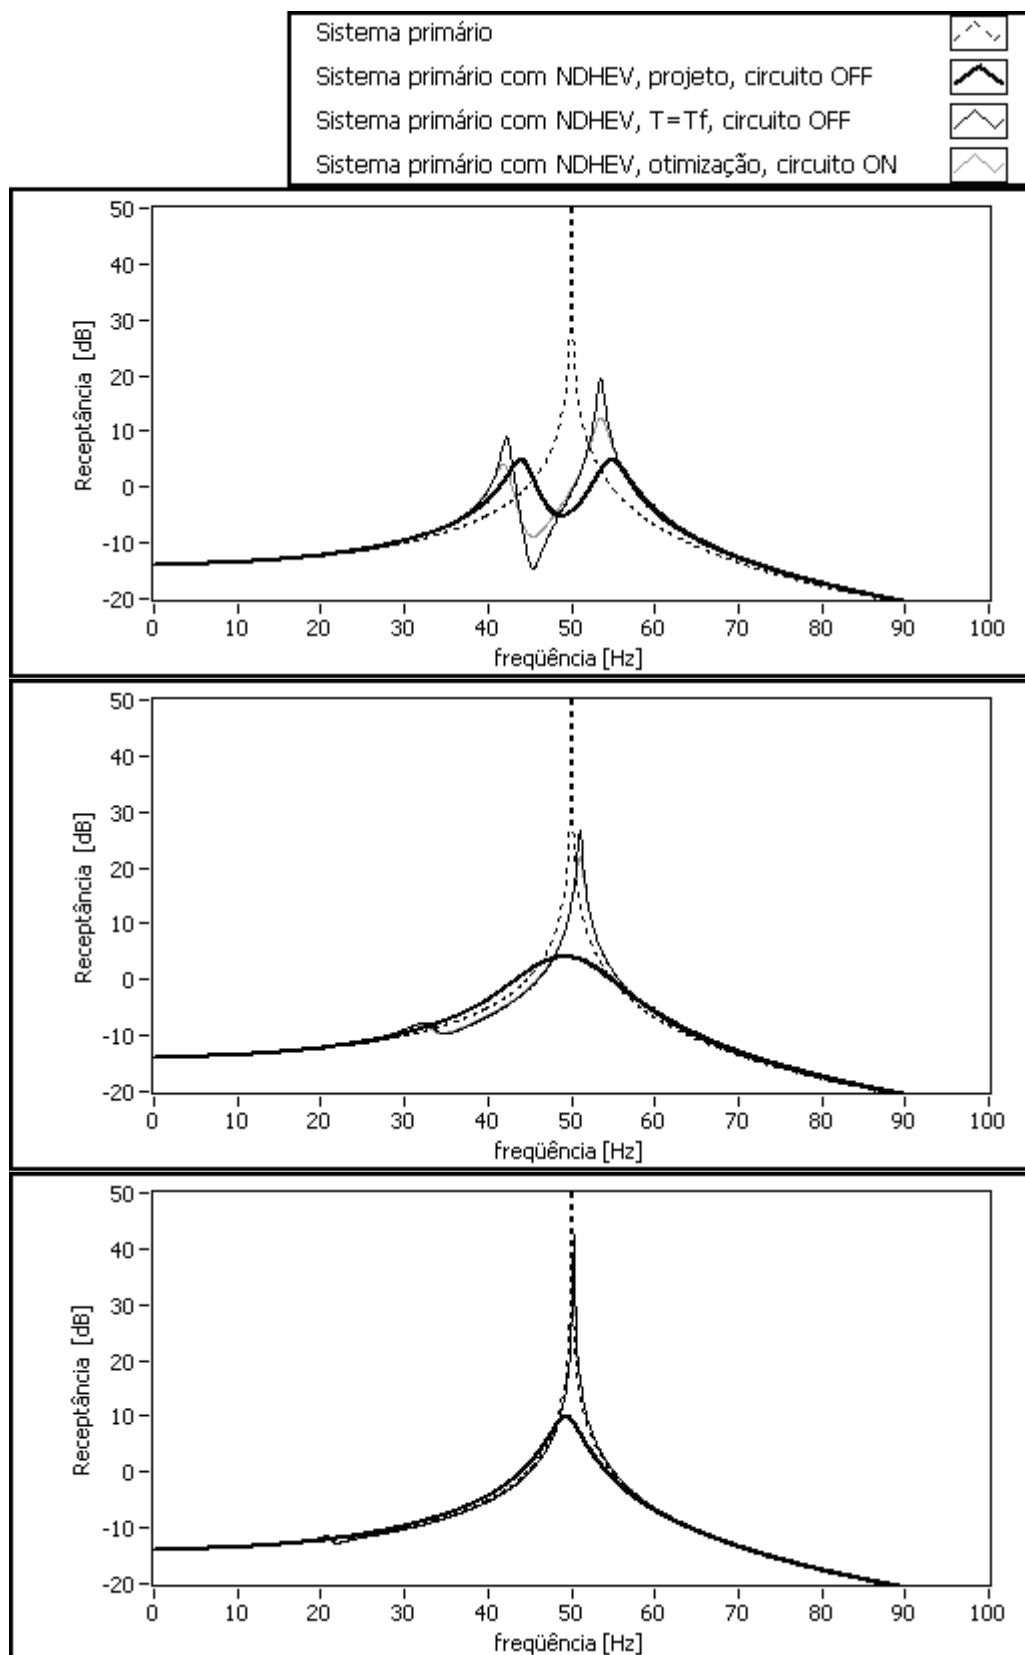 Sistema primário
Sistema primário com NDHEV, projeto, circuito OFF
Sistema primário com NDHEV, T=Tf, circuito OFF
Sistema primário com NDHEV, otimização, circuito ON
50
40
30
20
10
0
-10
-20
Receptância [dB]
0 10 20 30 40 50 60 70 80 90 100
freqüência [Hz]
50
40
30
20
10
0
-10
-20
Receptância [dB]
0 10 20 30 40 50 60 70 80 90 100
freqüência [Hz]
50
40
30
20
10
0
-10
-20
Receptância [dB]
0 10 20 30 40 50 60 70 80 90 100
freqüência [Hz]